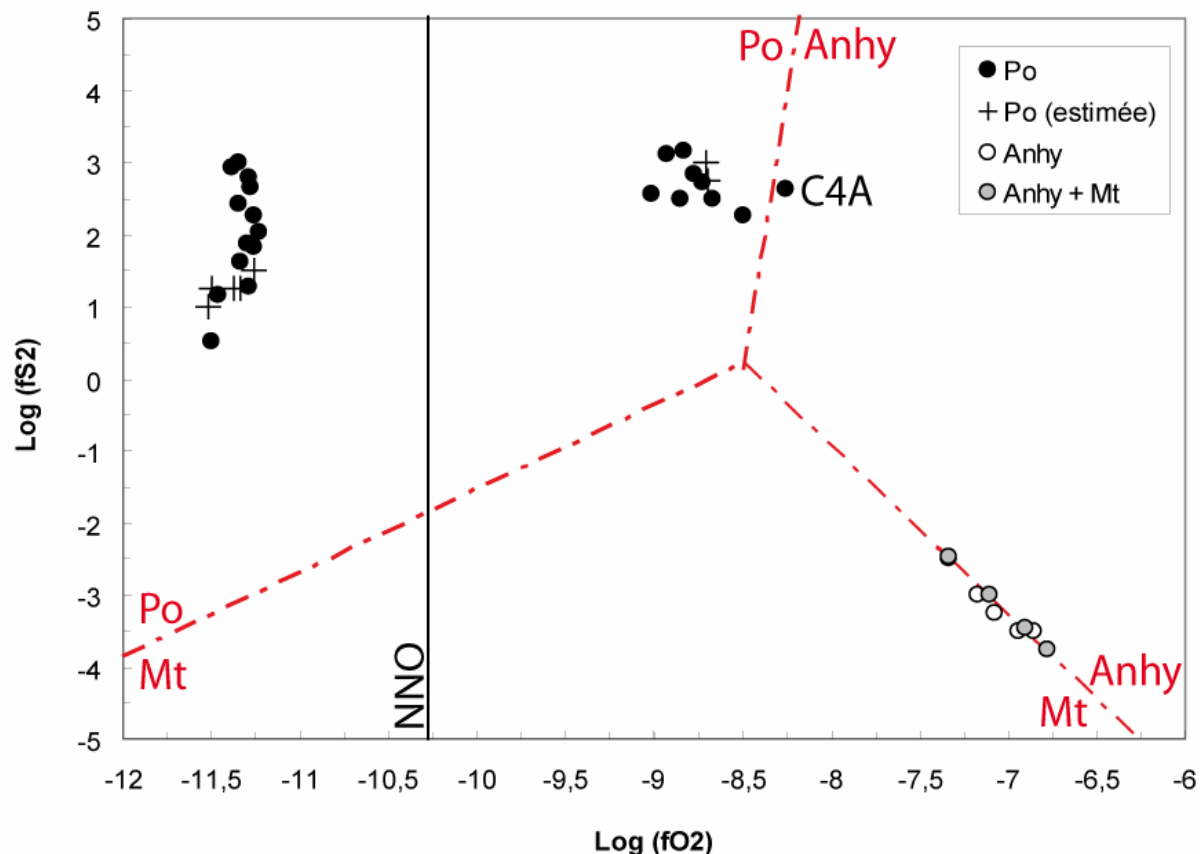 5
4
3
2
1
0
-1
-2
-3
-4
-5
Log (fS2)
Po Anhy
Po
Po (estimée)
Anhy
Anhy + Mt
C4A
Po
Mt
NNO
Anhy
Mt
-12 -11,5 -11 -10,5 -10 -9,5 -9 -8,5 -8 -7,5 -7 -6,5 -6
Log (fO2)